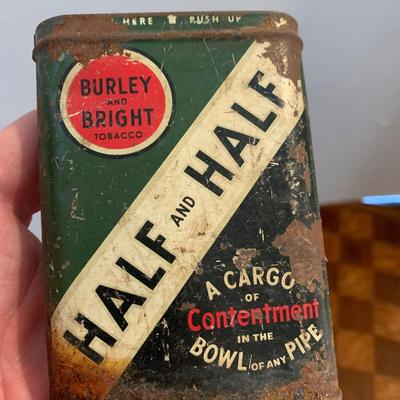 HERE PUSH UP
BURLEY
AND
BRIGHT
TOBACCO
HALF AND HALF
A CARGO
OF
Contentment
IN THE
BOWL OF ANY PIPE